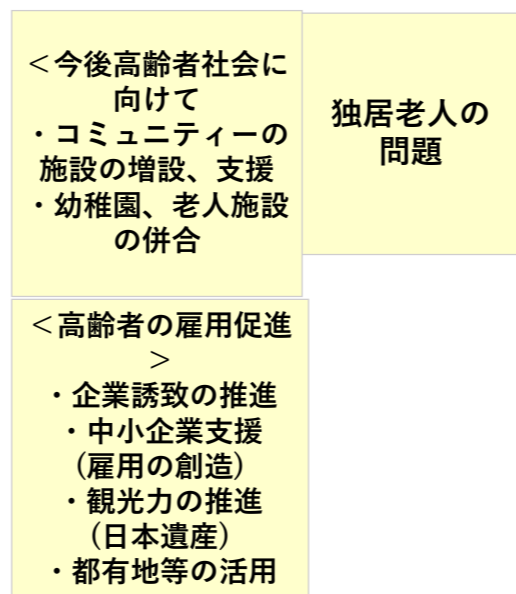 ＜今後高齢者社会に
向けて
・コミュニティーの
施設の増設、支援
・幼稚園、老人施設
の併合
独居老人の
問題
＜高齢者の雇用促進
＞
・企業誘致の推進
・中小企業支援
（雇用の創造）
・観光力の推進
（日本遺産）
・都有地等の活用